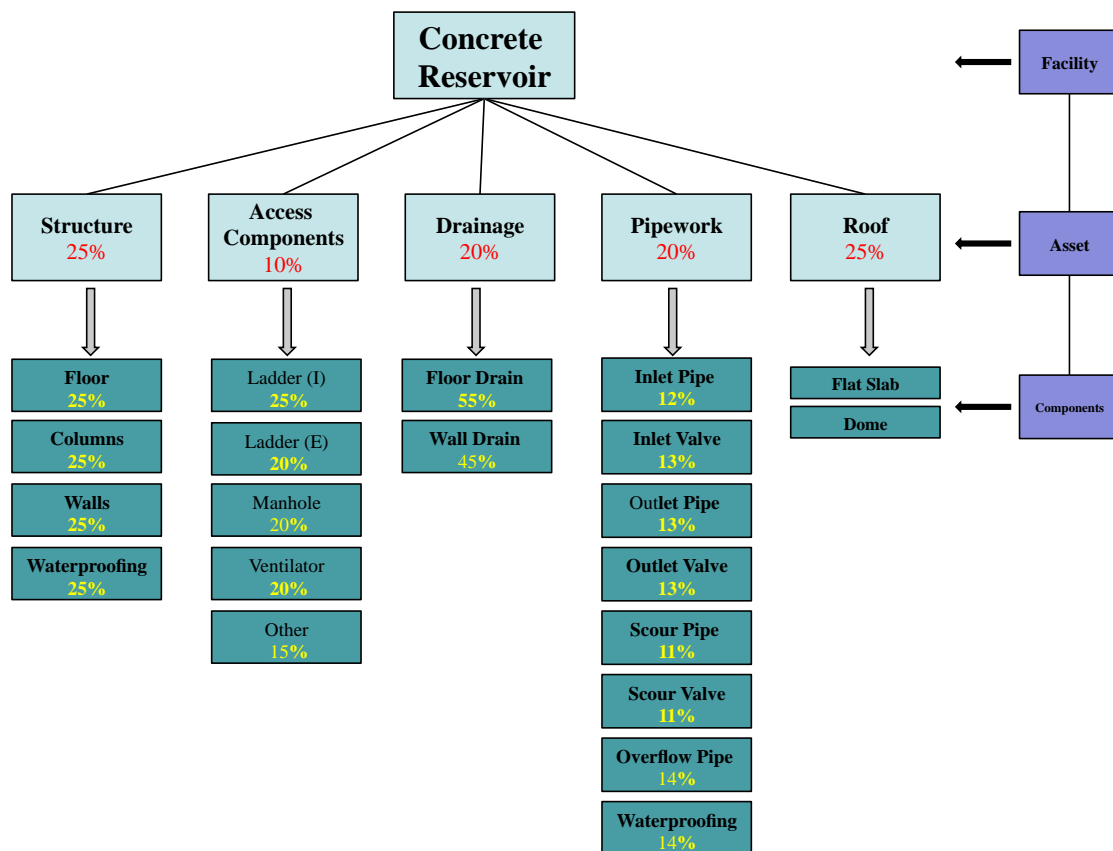 Concrete
Reservoir
Facility
Structure
25%
Access
Components
10%
Drainage
20%
Pipework
20%
Roof
25%
Asset
Floor
25%
Columns
25%
Walls
25%
Waterproofing
25%
Ladder (I)
25%
Ladder (E)
20%
Manhole
20%
Ventilator
20%
Other
15%
Floor Drain
55%
Wall Drain
45%
Inlet Pipe
12%
Inlet Valve
13%
Outlet Pipe
13%
Outlet Valve
13%
Scour Pipe
11%
Scour Valve
11%
Overflow Pipe
14%
Waterproofing
14%
Flat Slab
Dome
Components